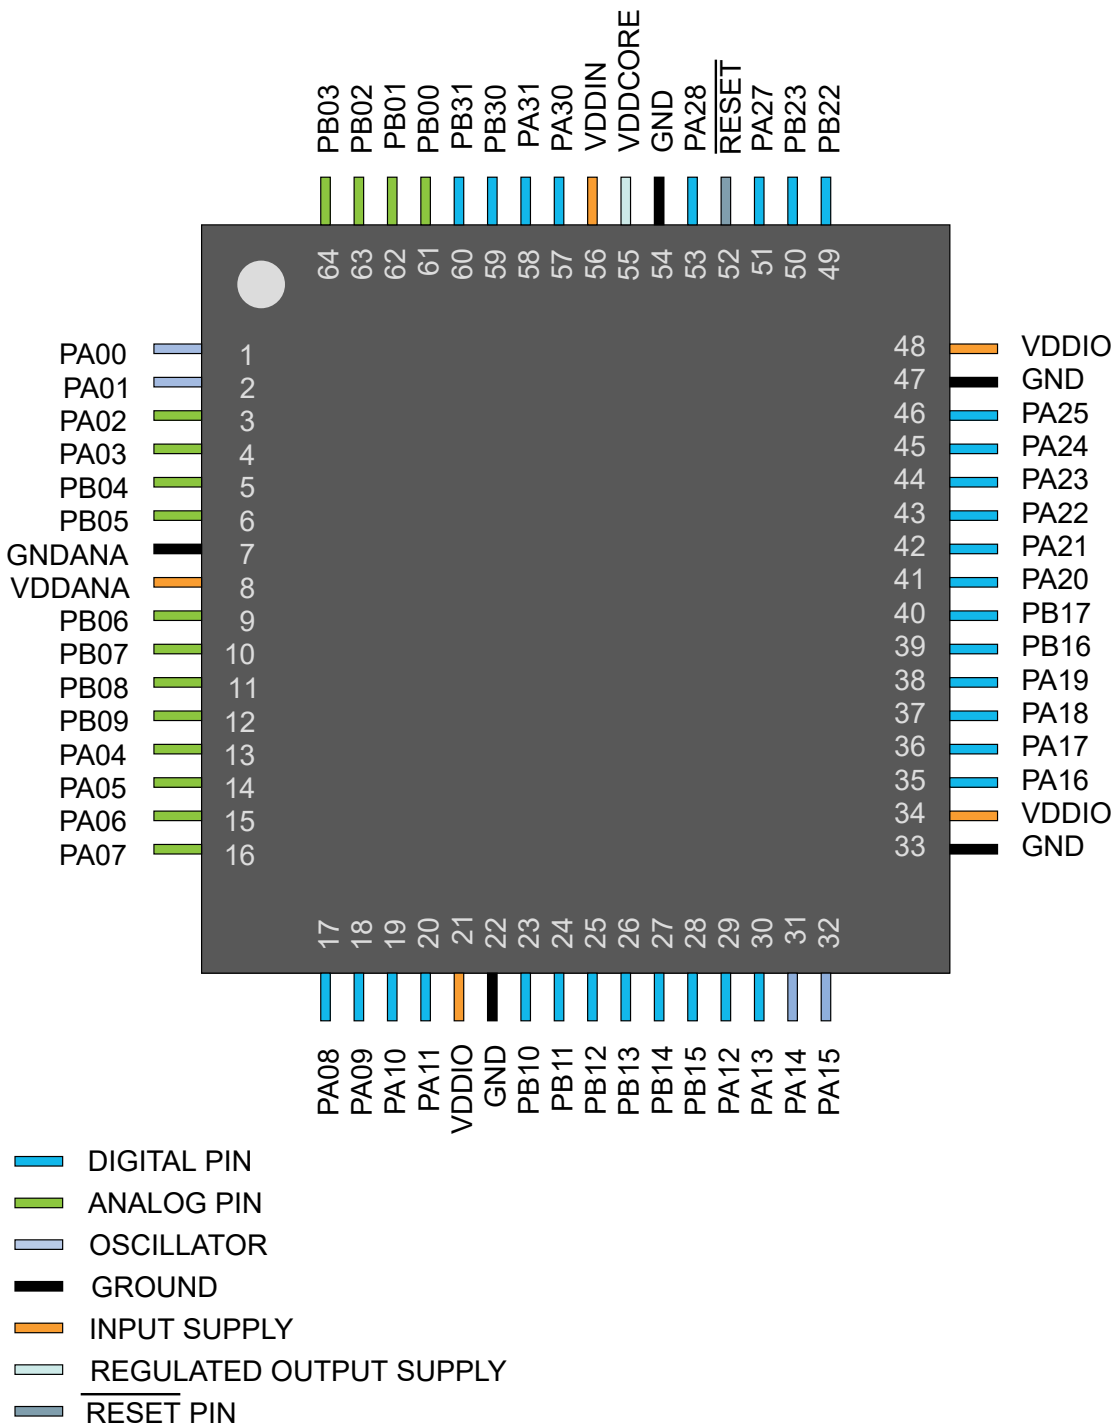 PB03
PB02
PB01
PB00
PB31
PB30
PA31
PA30
VDDIN
VDDCORE
GND
PA28
RESET
PA27
PB23
PB22
64
63
62
61
60
59
58
57
56
55
54
53
52
51
50
49
PA00 1
PA01 2
PA02 3
PA03 4
PB04 5
PB05 6
GNDANA 7
VDDANA 8
PB06 9
PB07 10
PB08 11
PB09 12
PA04 13
PA05 14
PA06 15
PA07 16
48 VDDIO
47 GND
46 PA25
45 PA24
44 PA23
43 PA22
42 PA21
41 PA20
40 PB17
39 PB16
38 PA19
37 PA18
36 PA17
35 PA16
34 VDDIO
33 GND
17
18
19
20
21
22
23
24
25
26
27
28
29
30
31
32
PA08
PA09
PA10
PA11
VDDIO
GND
PB10
PB11
PB12
PB13
PB14
PB15
PA12
PA13
PA14
PA15
DIGITAL PIN
ANALOG PIN
OSCILLATOR
GROUND
INPUT SUPPLY
REGULATED OUTPUT SUPPLY
RESET PIN